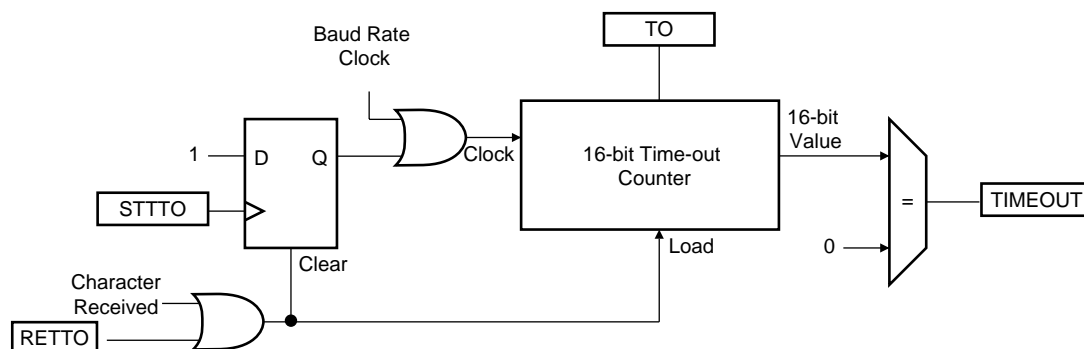 TO
Baud Rate
Clock
16-bit
Value
1
D
Q
Clock
16-bit Time-out
Counter
=
TIMEOUT
STTTO
Load
0
Clear
Character
Received
RETTO